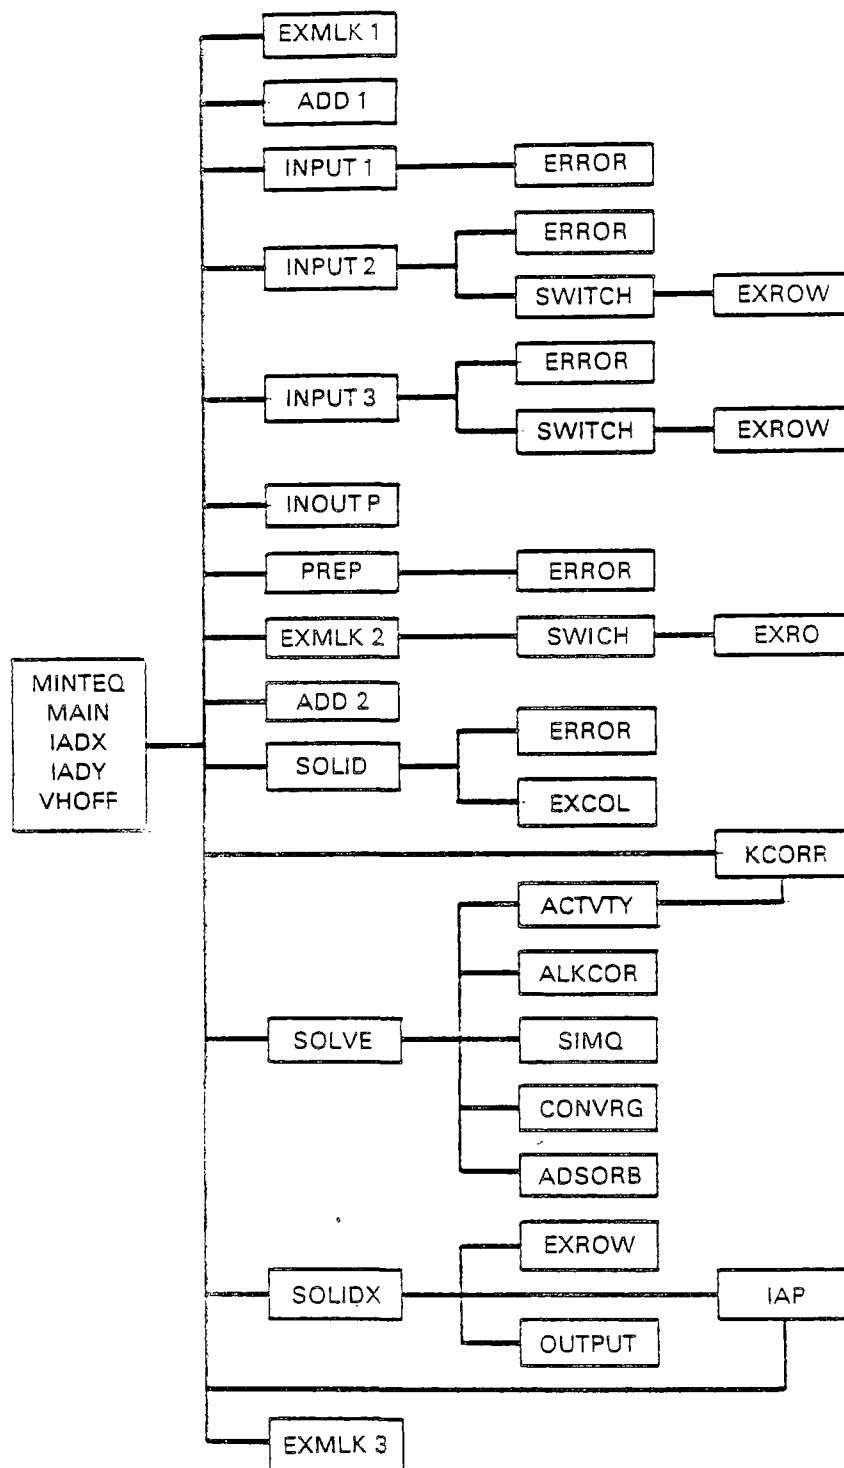 EXMLK 1
ADD 1
INPUT 1
ERROR
ERROR
INPUT 2
SWITCH
EXROW
ERROR
INPUT 3
SWITCH
EXROW
INOUT P
PREP
ERROR
EXMLK 2
SWICH
EXRO
MINTEQ
MAIN
IADX
IADY
VHOFF
ADD 2
ERROR
SOLID
EXCOL
KCORR
ACTVTY
ALKCOR
SOLVE
SIMQ
CONVRG
ADSORB
EXROW
SOLIDX
IAP
OUTPUT
EXMLK 3